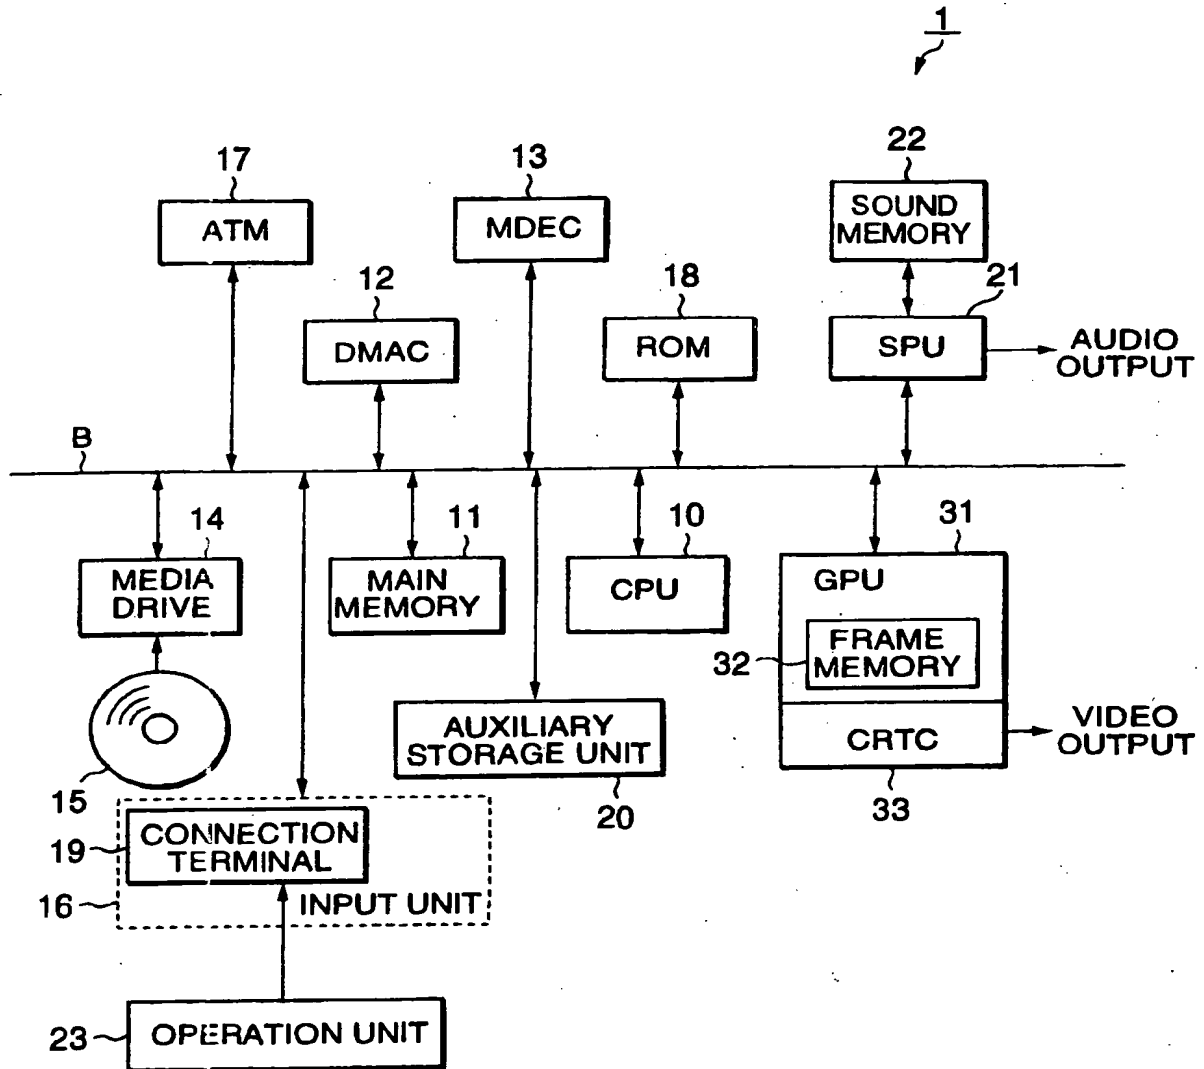 1
17
ATM
13
MDEC
22
SOUND
MEMORY
12
DMAC
18
ROM
21
SPU
AUDIO
OUTPUT
B
14
MEDIA
DRIVE
11
MAIN
MEMORY
10
CPU
31
GPU
32
FRAME
MEMORY
15
AUXILIARY
STORAGE UNIT
20
CRTC
33
VIDEO
OUTPUT
19
CONNECTION
TERMINAL
16
INPUT UNIT
23
OPERATION UNIT